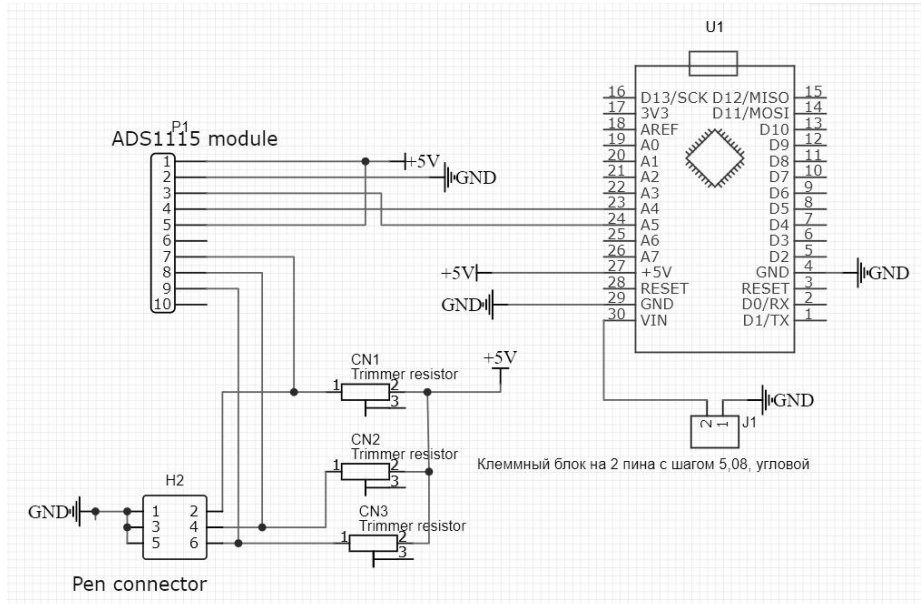 U1
16 D13/SCK D12/MISO 15
17 3V3 D11/MOSI 14
18 AREF D10 13
19 A0 D9 12
20 A1 D8 11
21 A2 D7 10
22 A3 D6 9
23 A4 D5 8
24 A5 D4 7
25 A6 D3 6
26 A7 D2 5
27 +5V GND 4
28 RESET RESET 3
29 GND D0/RX 2
30 VIN D1/TX 1
+5V
GND
GND
P1
ADS1115 module
1
2
3
4
5
6
7
8
9
10
+5V
GND
CN1
Trimmer resistor
1 2
3
+5V
CN2
Trimmer resistor
1 2
3
CN3
Trimmer resistor
1 2
3
GND
2 1
J1
Клеммный блок на 2 пина с шагом 5,08, угловой
H2
GND
1 2
3 4
5 6
Pen connector